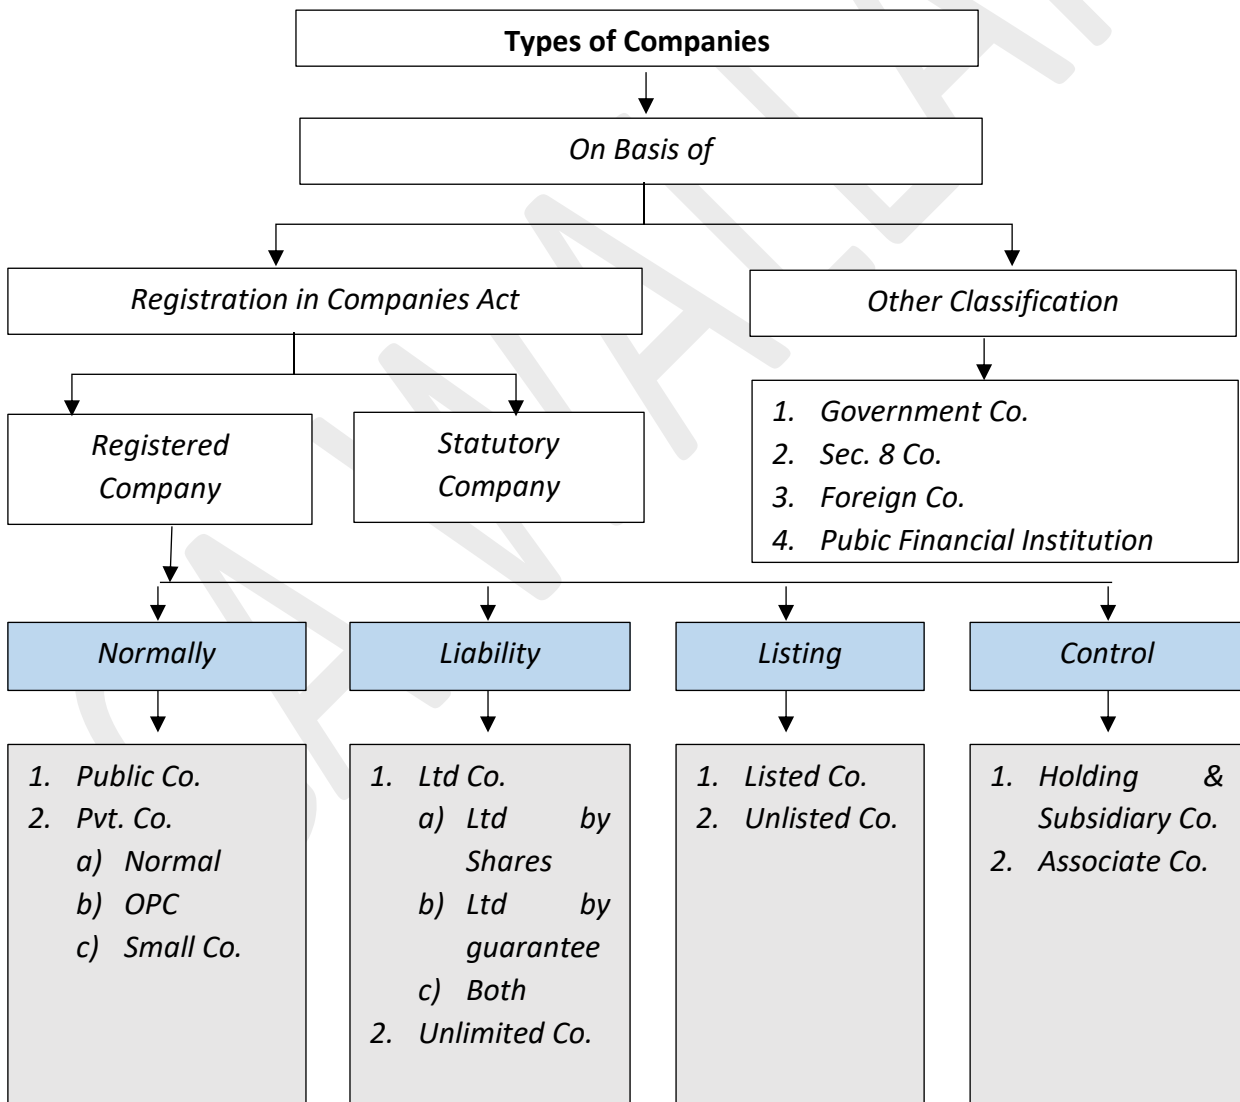 Types of Companies
On Basis of
Registration in Companies Act
Other Classification
Registered
Company
Statutory
Company
1. Government Co.
2. Sec. 8 Co.
3. Foreign Co.
4. Pubic Financial Institution
Normally
Liability
Listing
Control
1. Public Co.
2. Pvt. Co.
a) Normal
b) OPC
c) Small Co.
1. Ltd Co.
a) Ltd by
Shares
b) Ltd by
guarantee
c) Both
2. Unlimited Co.
1. Listed Co.
2. Unlisted Co.
1. Holding &
Subsidiary Co.
2. Associate Co.